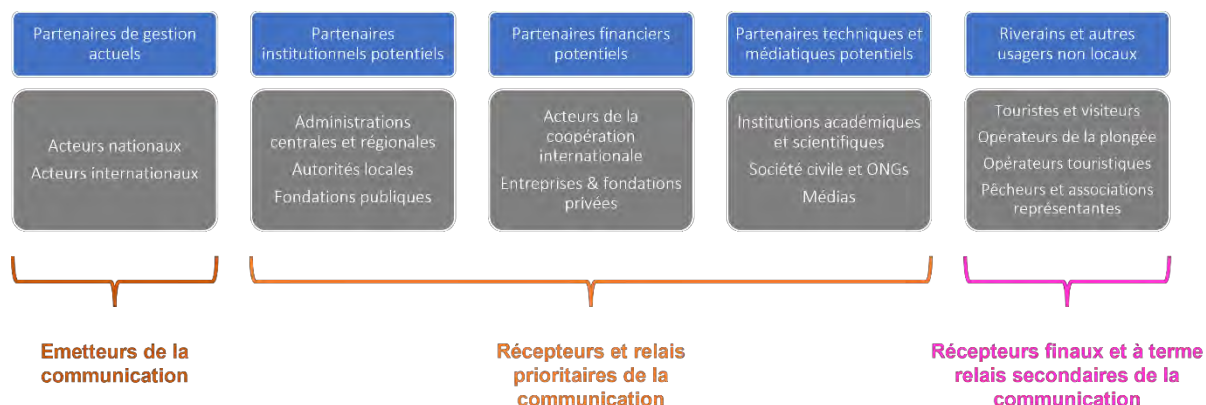 Partenaires de gestion
actuels
Partenaires
institutionnels potentiels
Partenaires financiers
potentiels
Partenaires techniques et
médiatiques potentiels
Riverains et autres
usagers non locaux
Acteurs nationaux
Acteurs internationaux
Administrations
centrales et régionales
Autorités locales
Fondations publiques
Acteurs de la
coopération
internationale
Entreprises & fondations
privées
Institutions académiques
et scientifiques
Société civile et ONGs
Médias
Touristes et visiteurs
Opérateurs de la plongée
Opérateurs touristiques
Pêcheurs et associations
représentantes
Emetteurs de la
communication
Récepteurs et relais
prioritaires de la
communication
Récepteurs finaux et à terme
relais secondaires de la
communication